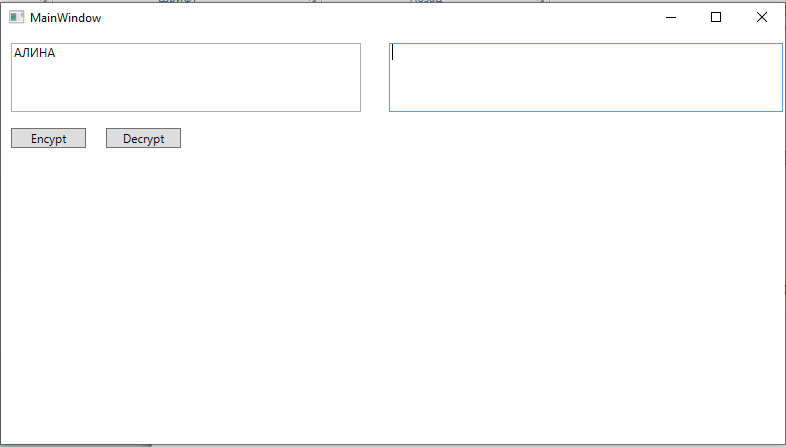 MainWindow
АЛИНА
Encypt
Decrypt